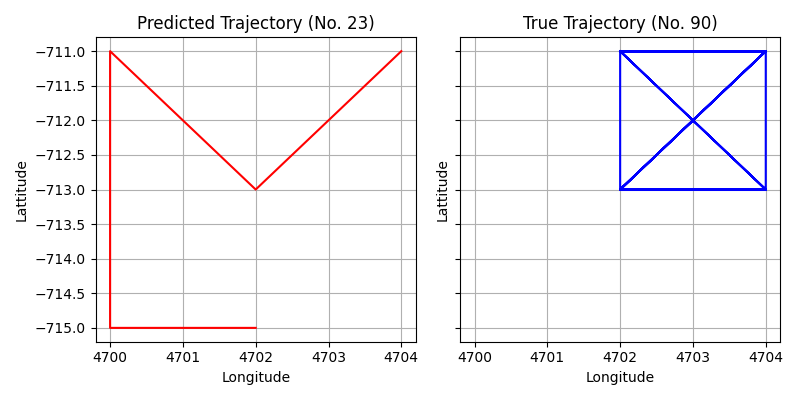 Predicted Trajectory (No. 23)
Lattitude
−711.0
−711.5
−712.0
−712.5
−713.0
−713.5
−714.0
−714.5
−715.0
4700 4701 4702 4703 4704
Longitude
True Trajectory (No. 90)
Lattitude
4700 4701 4702 4703 4704
Longitude